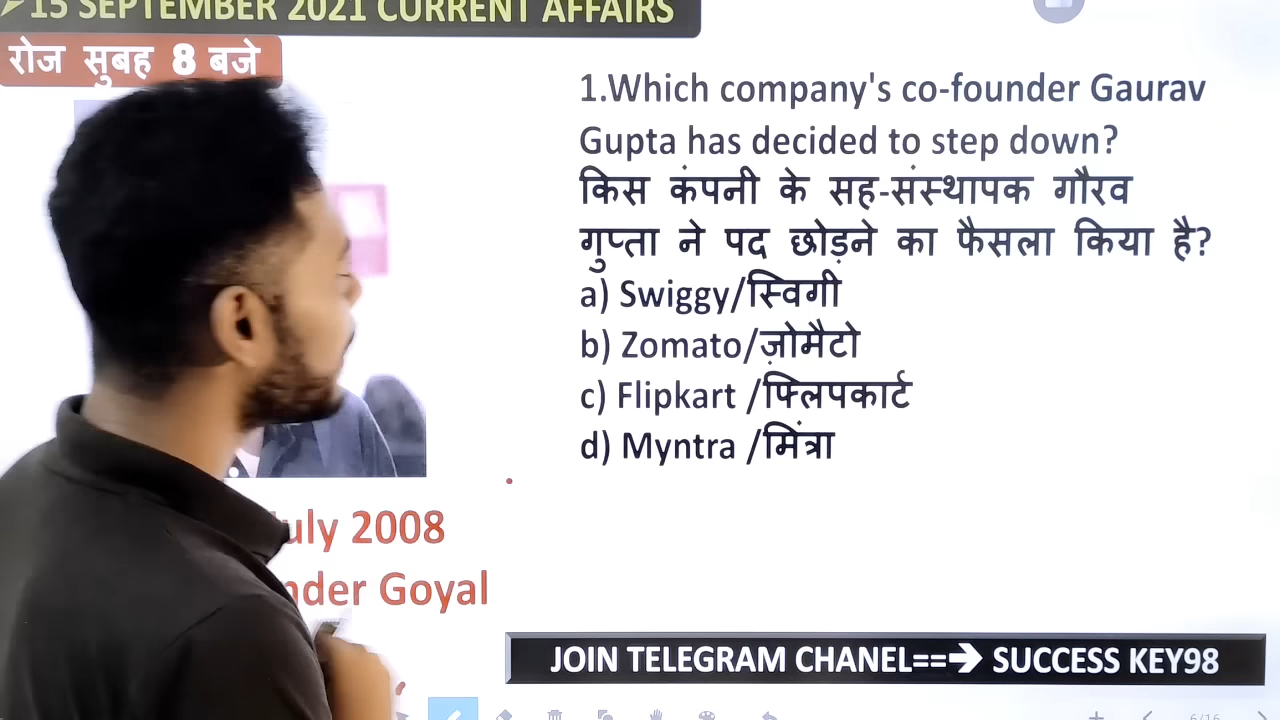 15 SEPTEMBER 2021 CURRENT AFFAIRS
रोज सुबह 8 बजे
1.Which company's co-founder Gaurav
Gupta has decided to step down?
किस कंपनी के सह-संस्थापक गौरव
गुप्ता ने पद छोड़ने का फैसला किया है?
a) Swiggy/स्विगी
b) Zomato/ज़ोमैटो
c) Flipkart /फ्लिपकार्ट
d) Myntra /मिंत्रा
2008
Goyal
JOIN TELEGRAM CHANEL==➔ SUCCESS KEY98
6/16